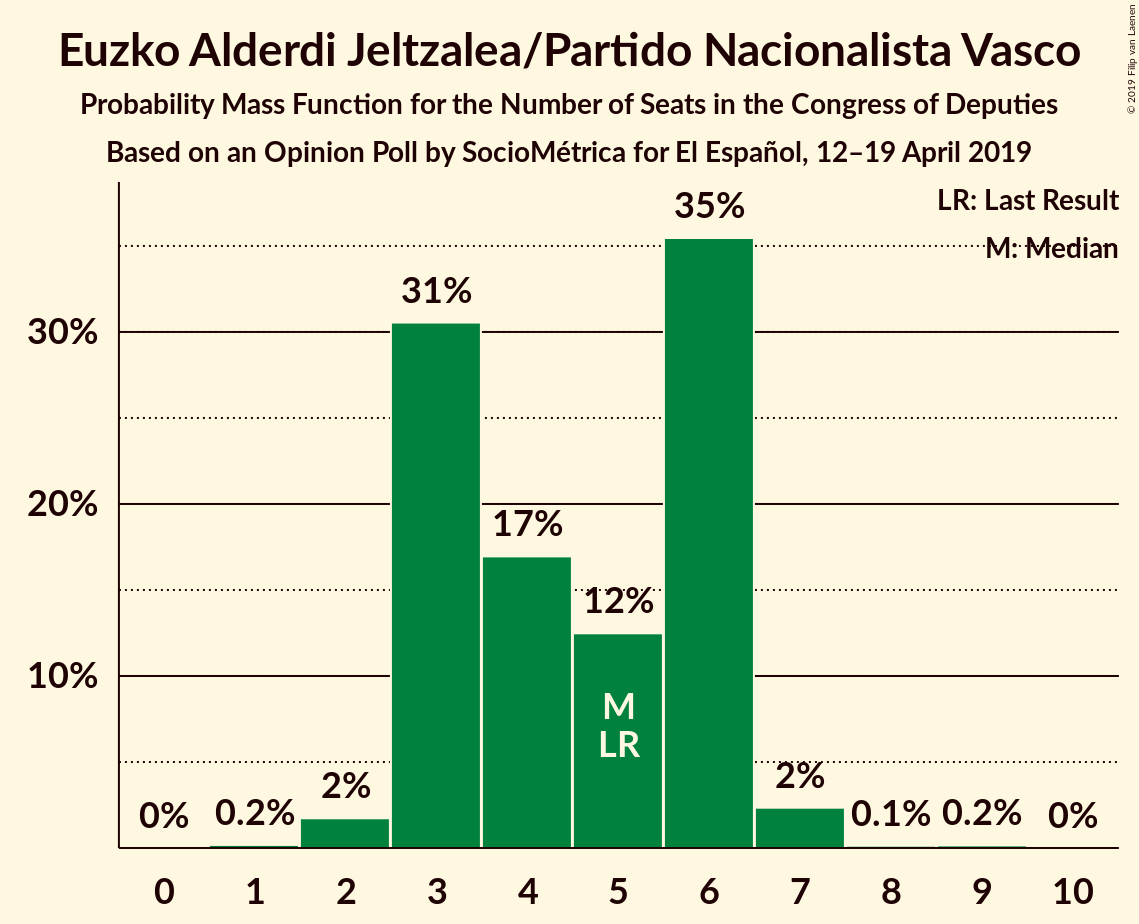 Euzko Alderdi Jeltzalea/Partido Nacionalista Vasco
Probability Mass Function for the Number of Seats in the Congress of Deputies
Based on an Opinion Poll by SocioMétrica for El Español, 12–19 April 2019
© 2019 Filip van Laenen
LR: Last Result
M: Median
30%
20%
10%
0%
0.2%
2%
31%
17%
12%
35%
2%
0.1%
0.2%
0%
M
LR
0 1 2 3 4 5 6 7 8 9 10